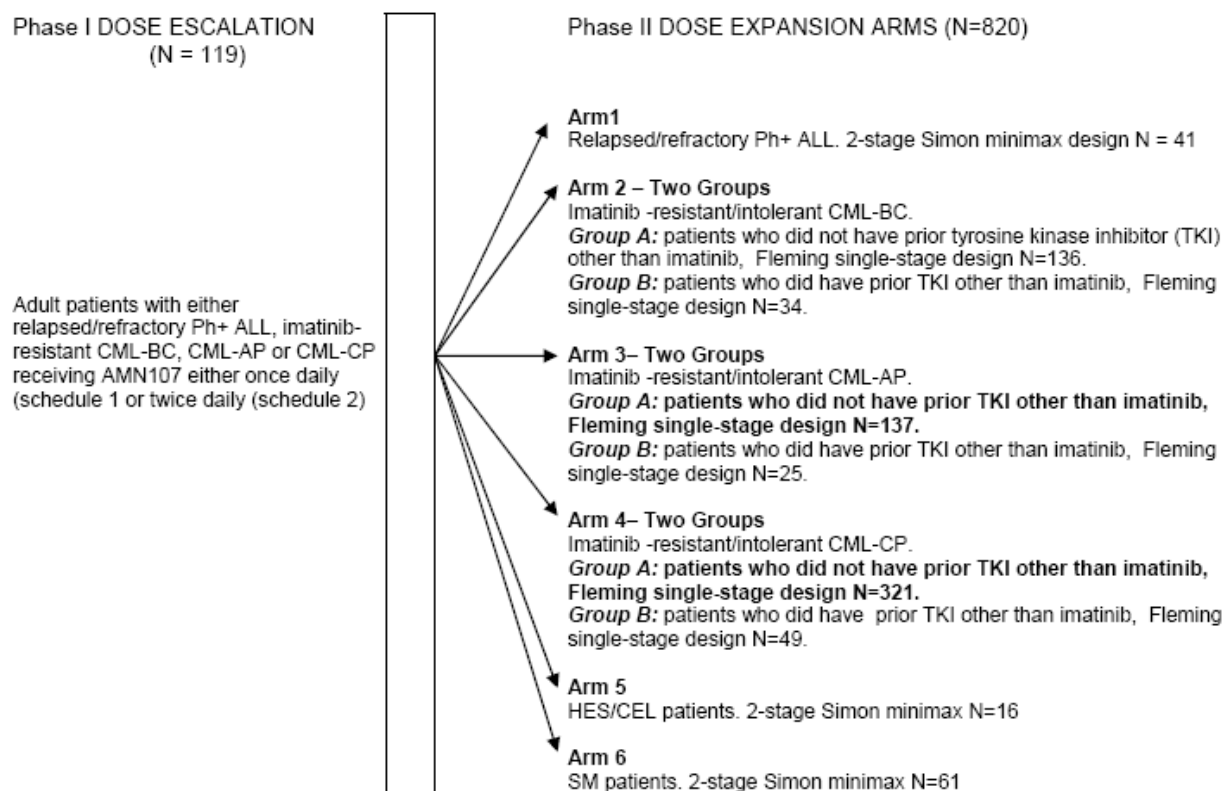 Phase I DOSE ESCALATION
(N = 119)
Adult patients with either
relapsed/refractory Ph+ ALL, imatinib-
resistant CML-BC, CML-AP or CML-CP
receiving AMN107 either once daily
(schedule 1 or twice daily (schedule 2)
Phase II DOSE EXPANSION ARMS (N=820)
Arm1
Relapsed/refractory Ph+ ALL. 2-stage Simon minimax design N = 41
Arm 2 – Two Groups
Imatinib -resistant/intolerant CML-BC.
Group A: patients who did not have prior tyrosine kinase inhibitor (TKI)
other than imatinib, Fleming single-stage design N=136.
Group B: patients who did have prior TKI other than imatinib, Fleming
single-stage design N=34.
Arm 3– Two Groups
Imatinib -resistant/intolerant CML-AP.
Group A: patients who did not have prior TKI other than imatinib,
Fleming single-stage design N=137.
Group B: patients who did have prior TKI other than imatinib, Fleming
single-stage design N=25.
Arm 4– Two Groups
Imatinib -resistant/intolerant CML-CP.
Group A: patients who did not have prior TKI other than imatinib,
Fleming single-stage design N=321.
Group B: patients who did have prior TKI other than imatinib, Fleming
single-stage design N=49.
Arm 5
HES/CEL patients. 2-stage Simon minimax N=16
Arm 6
SM patients. 2-stage Simon minimax N=61